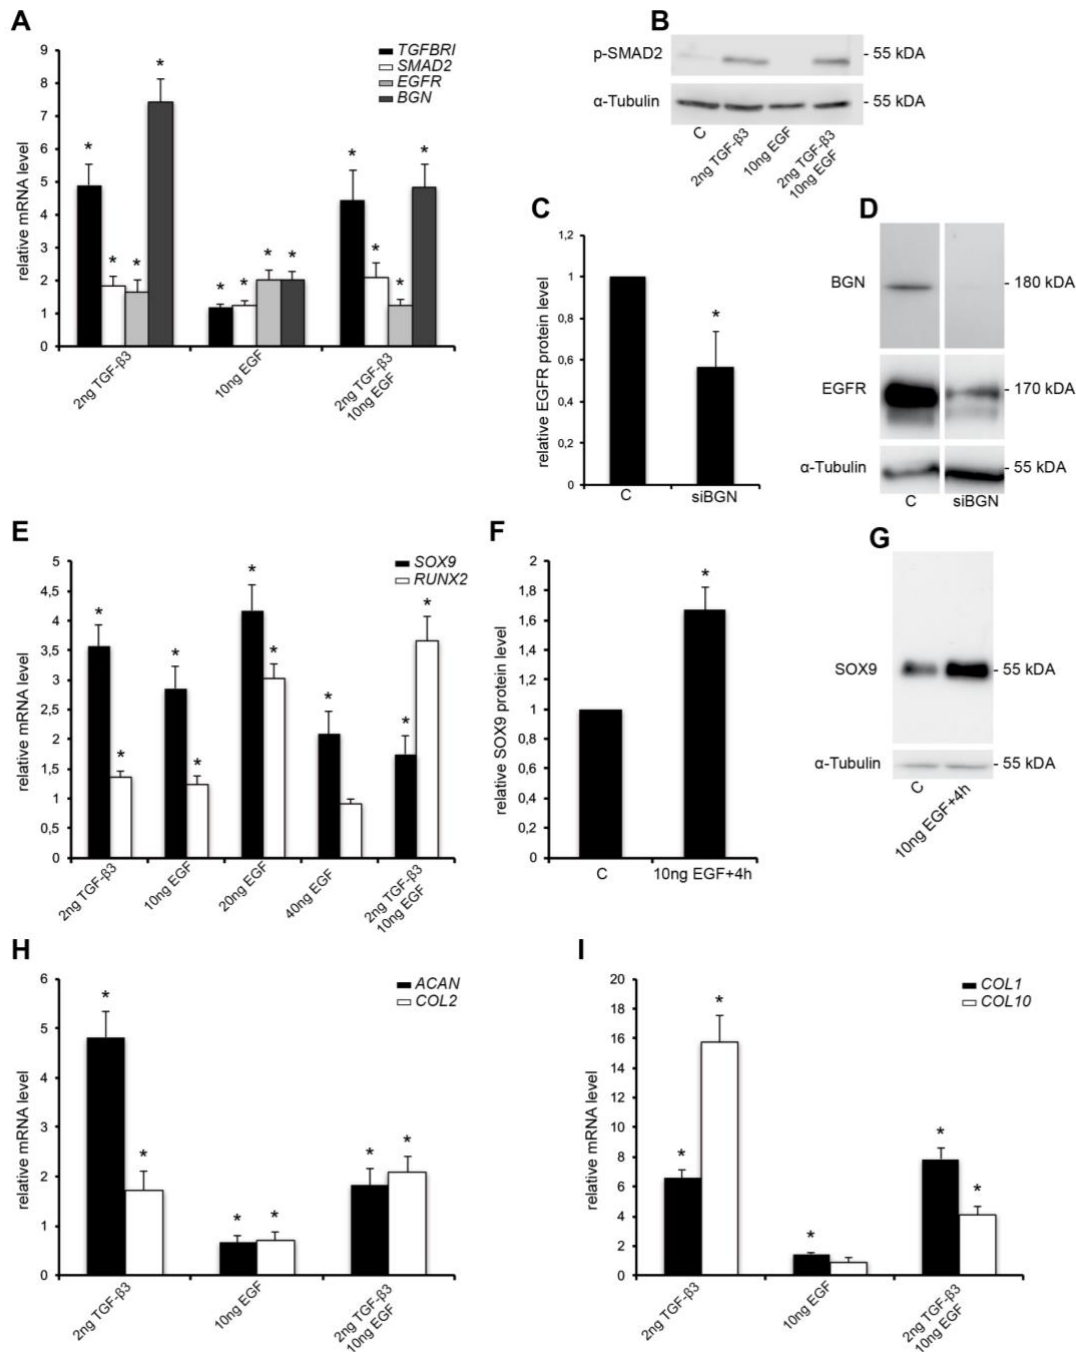 A
9
8
7
6
5
4
3
2
1
0
relative mRNA level
TGFBRI
SMAD2
EGFR
BGN
* * * * * * * * * * * *
2ng TGF-β3
10ng EGF
2ng TGF-β3
10ng EGF
B
p-SMAD2
- 55 kDA
α-Tubulin
- 55 kDA
C
2ng TGF-β3
10ng EGF
2ng TGF-β3
10ng EGF
C
1,2
1
0,8
0,6
0,4
0,2
0
relative EGFR protein level
*
C
siBGN
D
BGN
- 180 kDA
EGFR
- 170 kDA
α-Tubulin
- 55 kDA
C
siBGN
E
5
4,5
4
3,5
3
2,5
2
1,5
1
0,5
0
relative mRNA level
SOX9
RUNX2
* * * * * * * * *
2ng TGF-β3
10ng EGF
20ng EGF
40ng EGF
2ng TGF-β3
10ng EGF
F
2
1,8
1,6
1,4
1,2
1
0,8
0,6
0,4
0,2
0
relative SOX9 protein level
*
C
10ng EGF+4h
G
SOX9
- 55 kDA
α-Tubulin
- 55 kDA
C
10ng EGF+4h
H
6
5
4
3
2
1
0
relative mRNA level
ACAN
COL2
* * * * * *
2ng TGF-β3
10ng EGF
2ng TGF-β3
10ng EGF
I
20
18
16
14
12
10
8
6
4
2
0
relative mRNA level
COL1
COL10
* * * * *
2ng TGF-β3
10ng EGF
2ng TGF-β3
10ng EGF